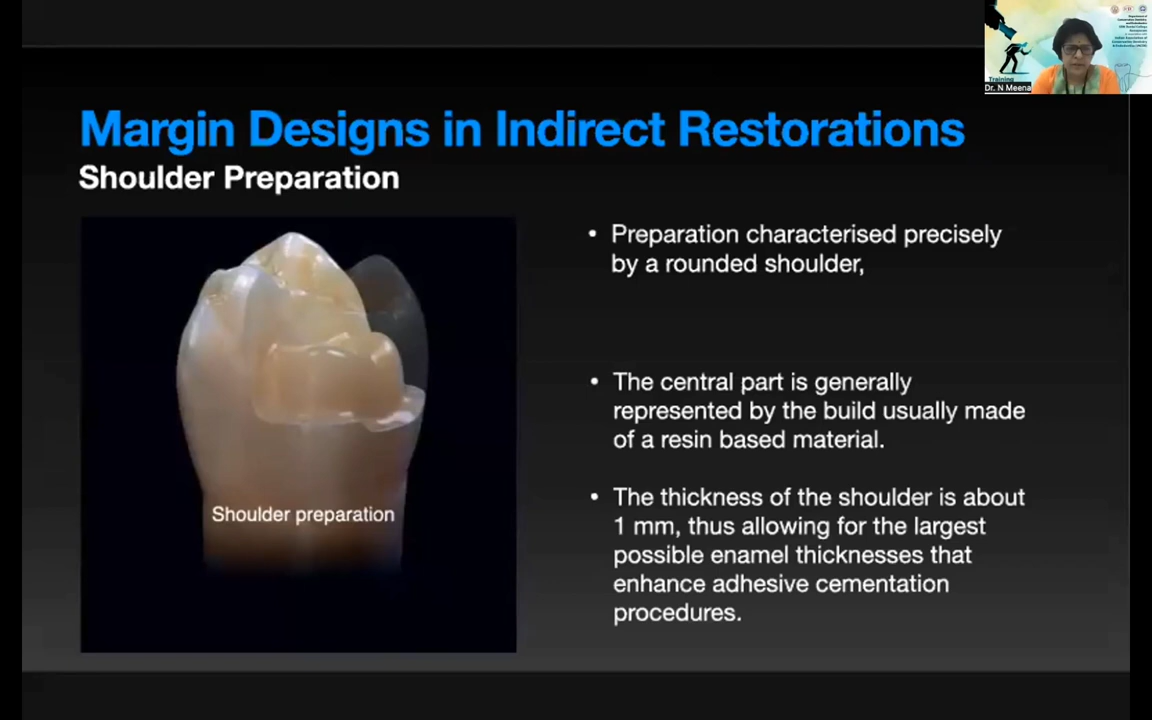 Training
Dr. N Meena
Margin Designs in Indirect Restorations
Shoulder Preparation
Shoulder preparation
• Preparation characterised precisely
by a rounded shoulder,
• The central part is generally
represented by the build usually made
of a resin based material.
• The thickness of the shoulder is about
1 mm, thus allowing for the largest
possible enamel thicknesses that
enhance adhesive cementation
procedures.